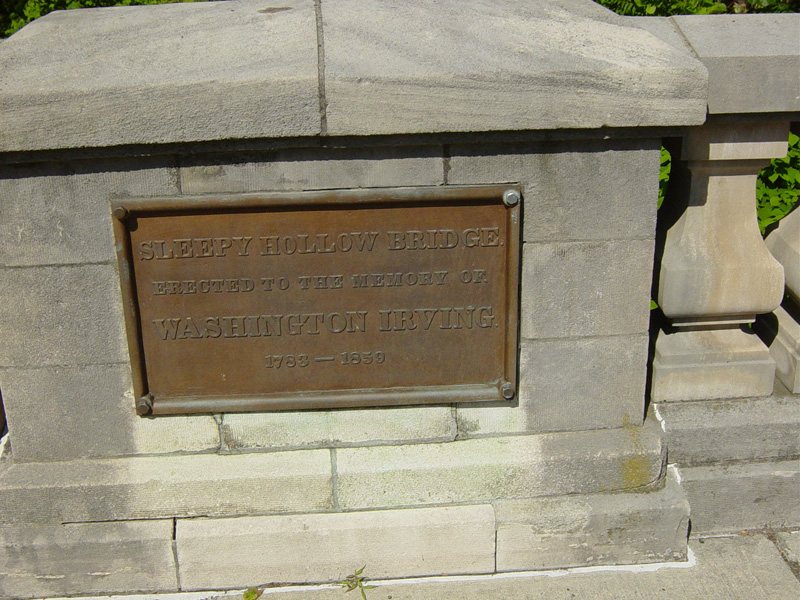 SLEEPY HOLLOW BRIDGE.
ERECTED TO THE MEMORY OF
WASHINGTON IRVING.
1783 — 1859